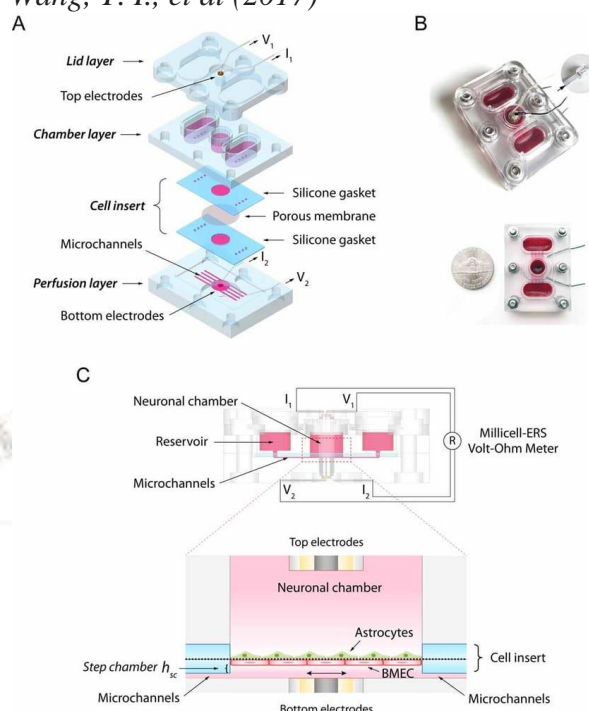 Wang, Y. I., et al (2017)
A
Lid layer
V1
I1
Top electrodes
Chamber layer
Cell insert
Silicone gasket
Porous membrane
Silicone gasket
Microchannels
I2
V2
Perfusion layer
Bottom electrodes
B
C
Neuronal chamber
I1
V1
Reservoir
R
Millicell-ERS
Volt-Ohm Meter
Microchannels
V2
I2
Top electrodes
Neuronal chamber
Astrocytes
Cell insert
Step chamber hsc
BMEC
Microchannels
Microchannels
Bottom electrodes